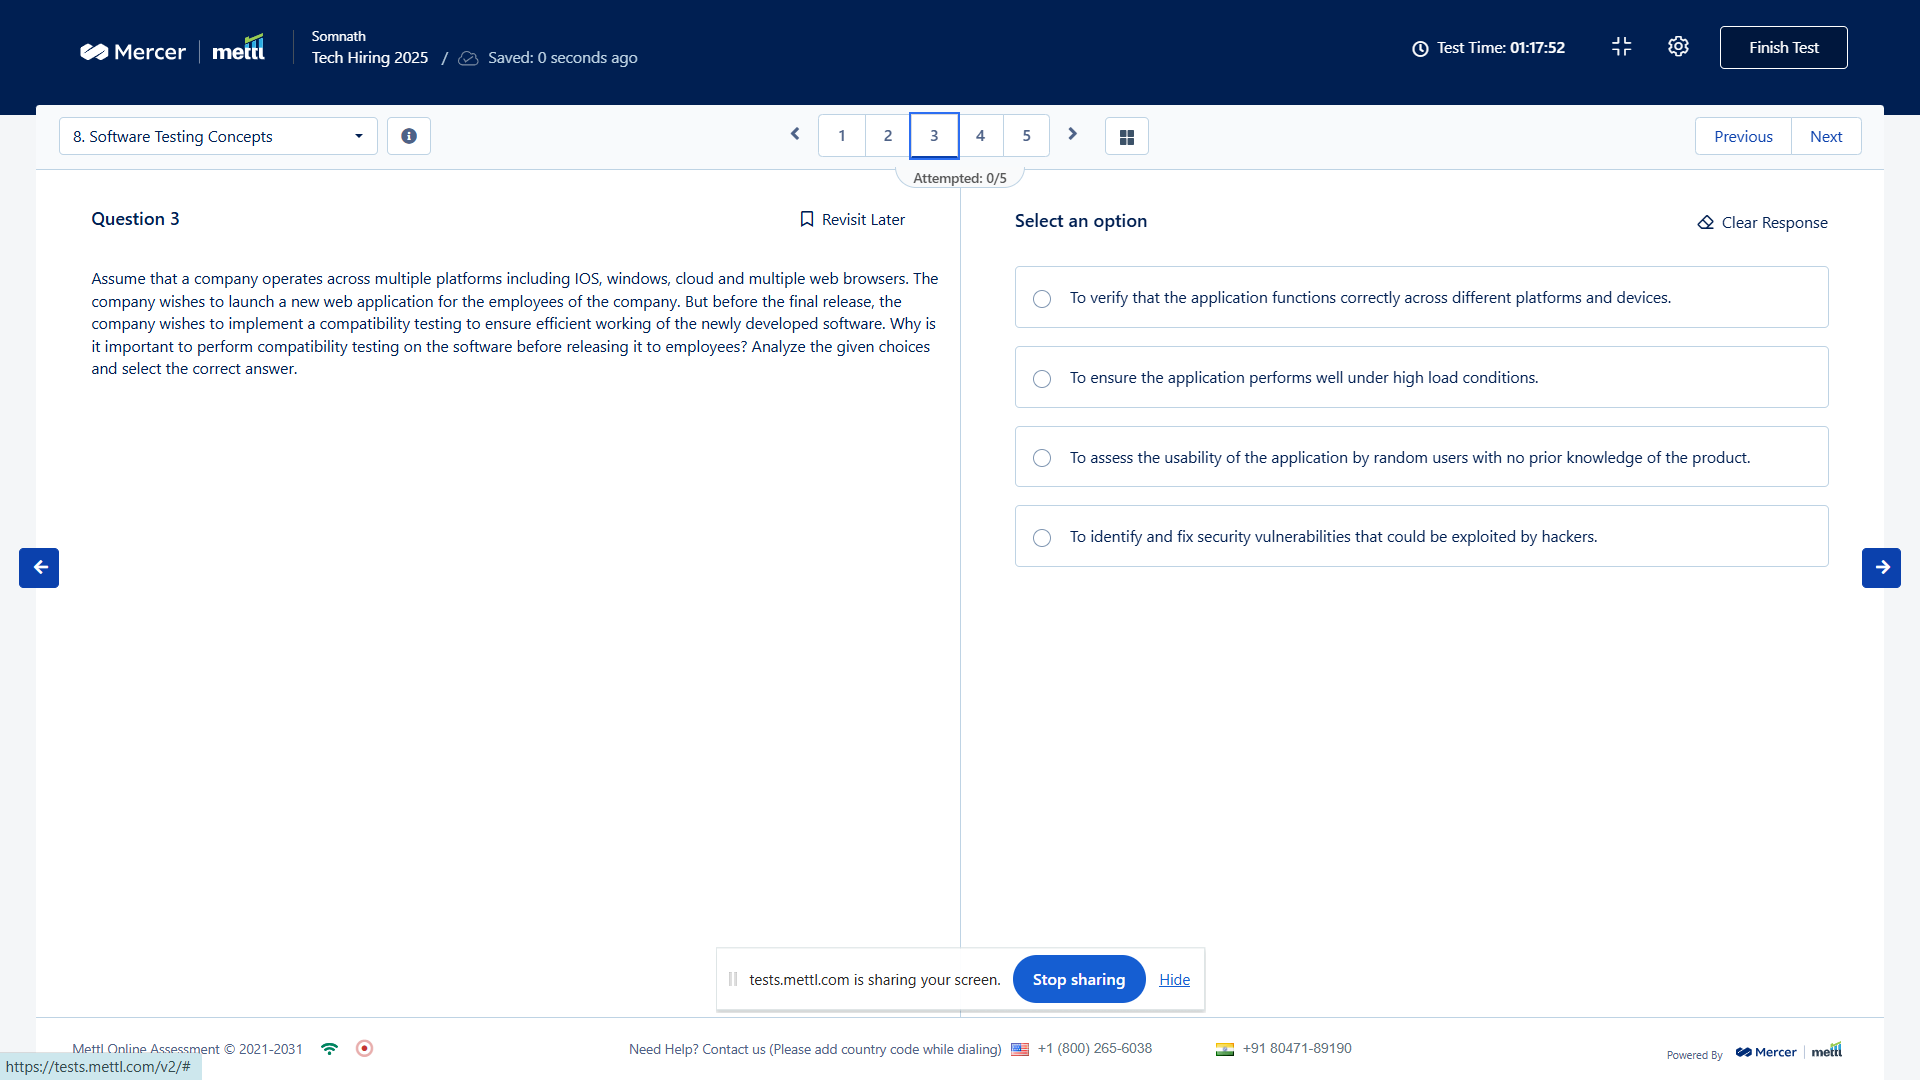 Mercer
mettl
Somnath
Tech Hiring 2025 / Saved: 0 seconds ago
Test Time: 01:17:52
Finish Test
8. Software Testing Concepts
1 2 3 4 5
Previous Next
Attempted: 0/5
Question 3
Revisit Later
Assume that a company operates across multiple platforms including IOS, windows, cloud and multiple web browsers. The
company wishes to launch a new web application for the employees of the company. But before the final release, the
company wishes to implement a compatibility testing to ensure efficient working of the newly developed software. Why is
it important to perform compatibility testing on the software before releasing it to employees? Analyze the given choices
and select the correct answer.
Select an option
Clear Response
To verify that the application functions correctly across different platforms and devices.
To ensure the application performs well under high load conditions.
To assess the usability of the application by random users with no prior knowledge of the product.
To identify and fix security vulnerabilities that could be exploited by hackers.
tests.mettl.com is sharing your screen. Stop sharing Hide
Mettl Online Assessment © 2021-2031
Need Help? Contact us (Please add country code while dialing) +1 (800) 265-6038 +91 80471-89190
Powered By Mercer mettl
https://tests.mettl.com/v2/#